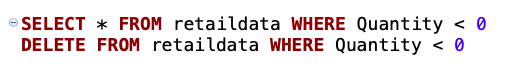 SELECT * FROM retaildata WHERE Quantity < 0
DELETE FROM retaildata WHERE Quantity < 0